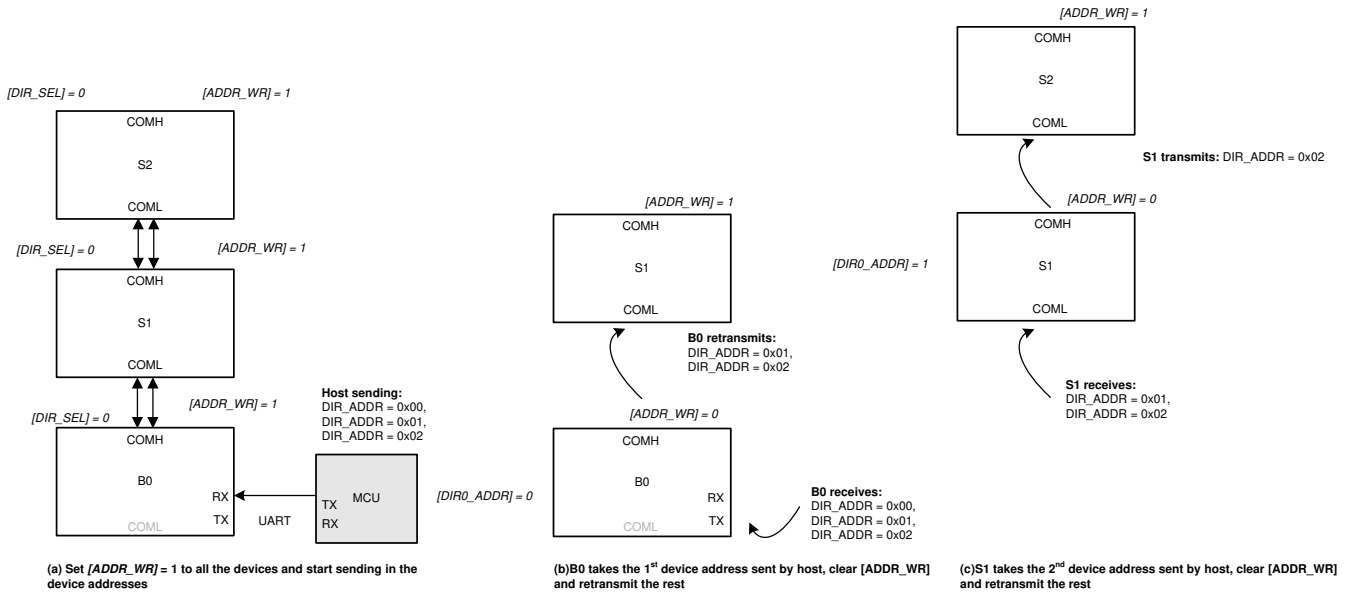 [DIR_SEL] = 0
[ADDR_WR] = 1
COMH
S2
COML
[DIR_SEL] = 0
[ADDR_WR] = 1
COMH
S1
COML
[DIR_SEL] = 0
[ADDR_WR] = 1
COMH
B0
RX
TX
COML
UART
Host sending:
DIR_ADDR = 0x00,
DIR_ADDR = 0x01,
DIR_ADDR = 0x02
MCU
TX
RX
(a) Set [ADDR_WR] = 1 to all the devices and start sending in the
device addresses
[ADDR_WR] = 1
COMH
S1
COML
B0 retransmits:
DIR_ADDR = 0x01,
DIR_ADDR = 0x02
[ADDR_WR] = 0
[DIR0_ADDR] = 0
COMH
B0
RX
TX
COML
B0 receives:
DIR_ADDR = 0x00,
DIR_ADDR = 0x01,
DIR_ADDR = 0x02
(b)B0 takes the 1st device address sent by host, clear [ADDR_WR]
and retransmit the rest
[ADDR_WR] = 1
COMH
S2
COML
S1 transmits: DIR_ADDR = 0x02
[ADDR_WR] = 0
[DIR0_ADDR] = 1
COMH
S1
COML
S1 receives:
DIR_ADDR = 0x01,
DIR_ADDR = 0x02
(c)S1 takes the 2nd device address sent by host, clear [ADDR_WR]
and retransmit the rest